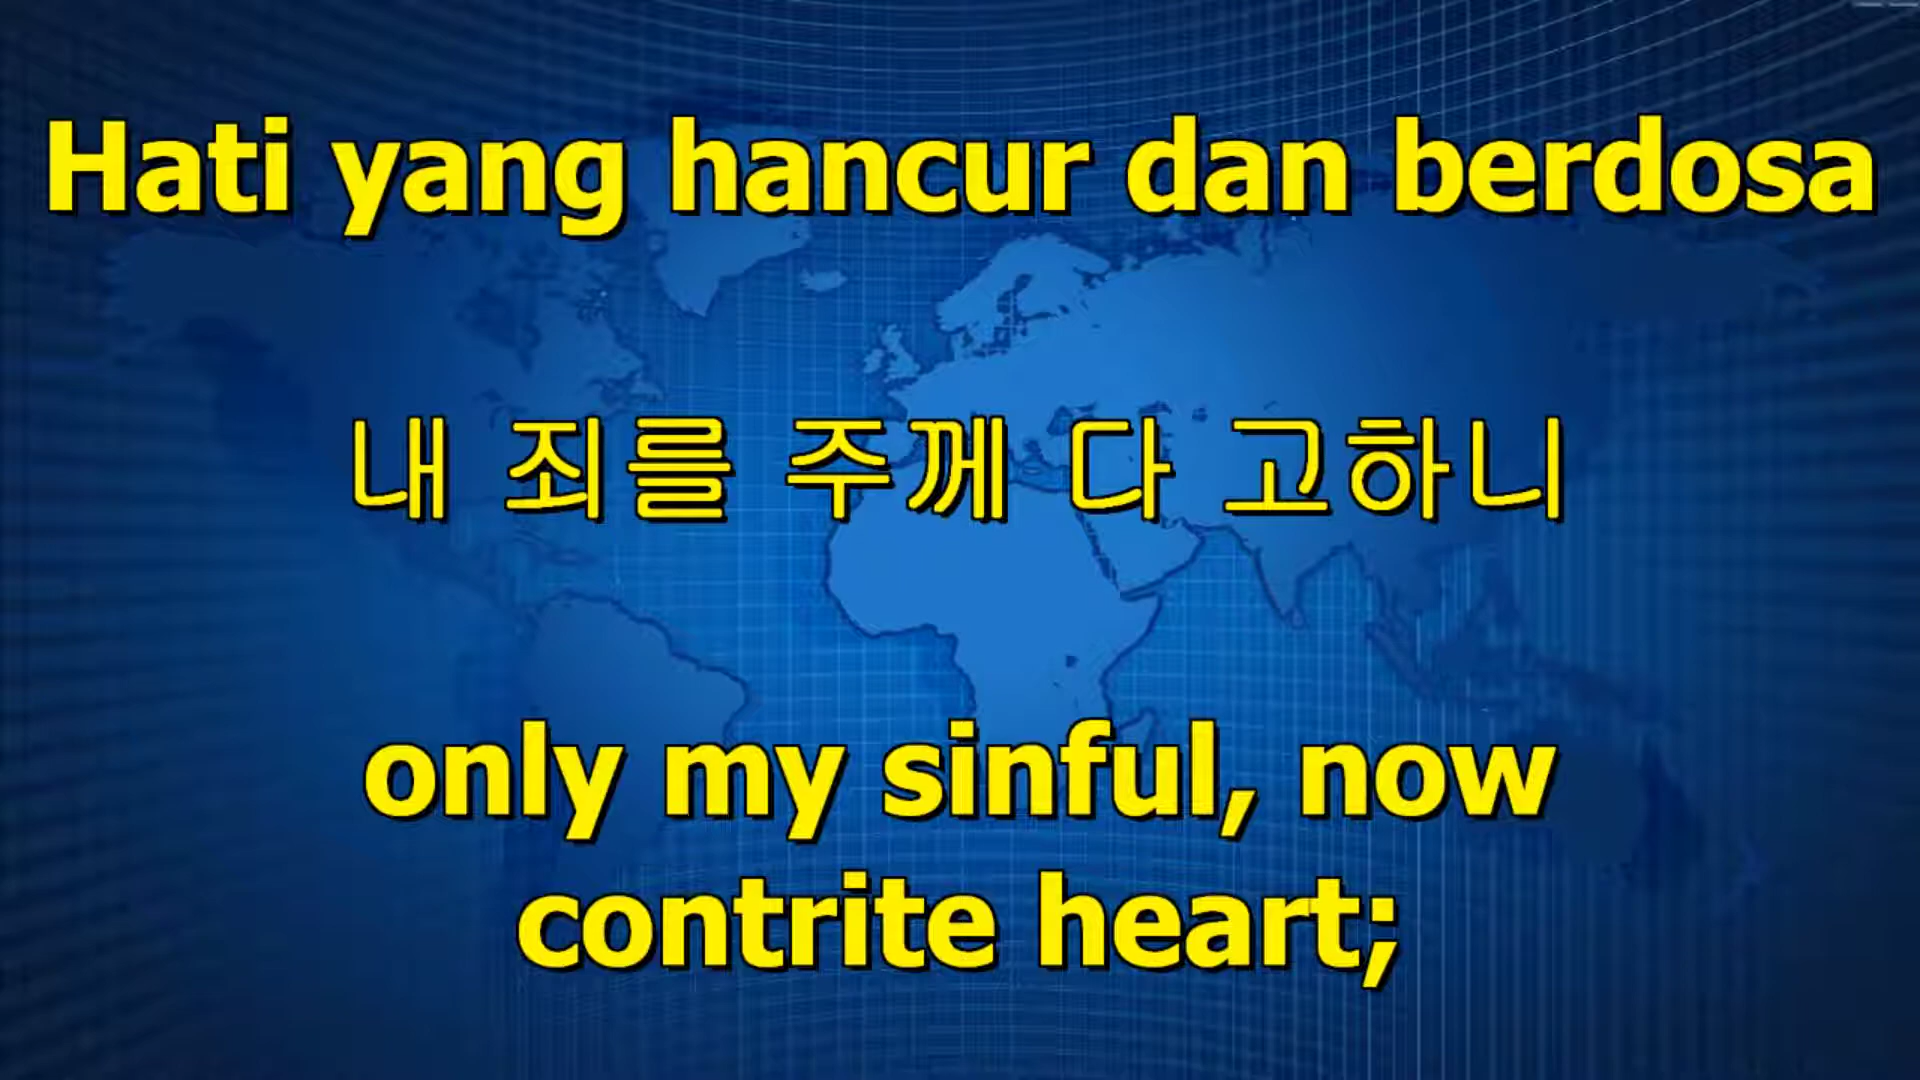 Hati yang hancur dan berdosa
내 죄를 주께 다 고하니
only my sinful, now
contrite heart;